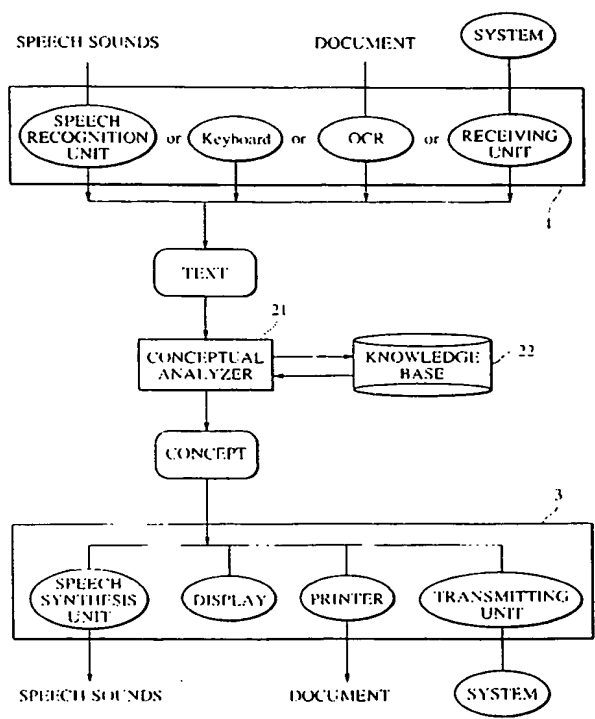 SPEECH SOUNDS
DOCUMENT
SYSTEM
SPEECH
RECOGNITION
UNIT
or
Keyboard
or
OCR
or
RECEIVING
UNIT
1
TEXT
21
CONCEPTUAL
ANALYZER
KNOWLEDGE
BASE
22
CONCEPT
3
SPEECH
SYNTHESIS
UNIT
DISPLAY
PRINTER
TRANSMITTING
UNIT
SPEECH SOUNDS
DOCUMENT
SYSTEM